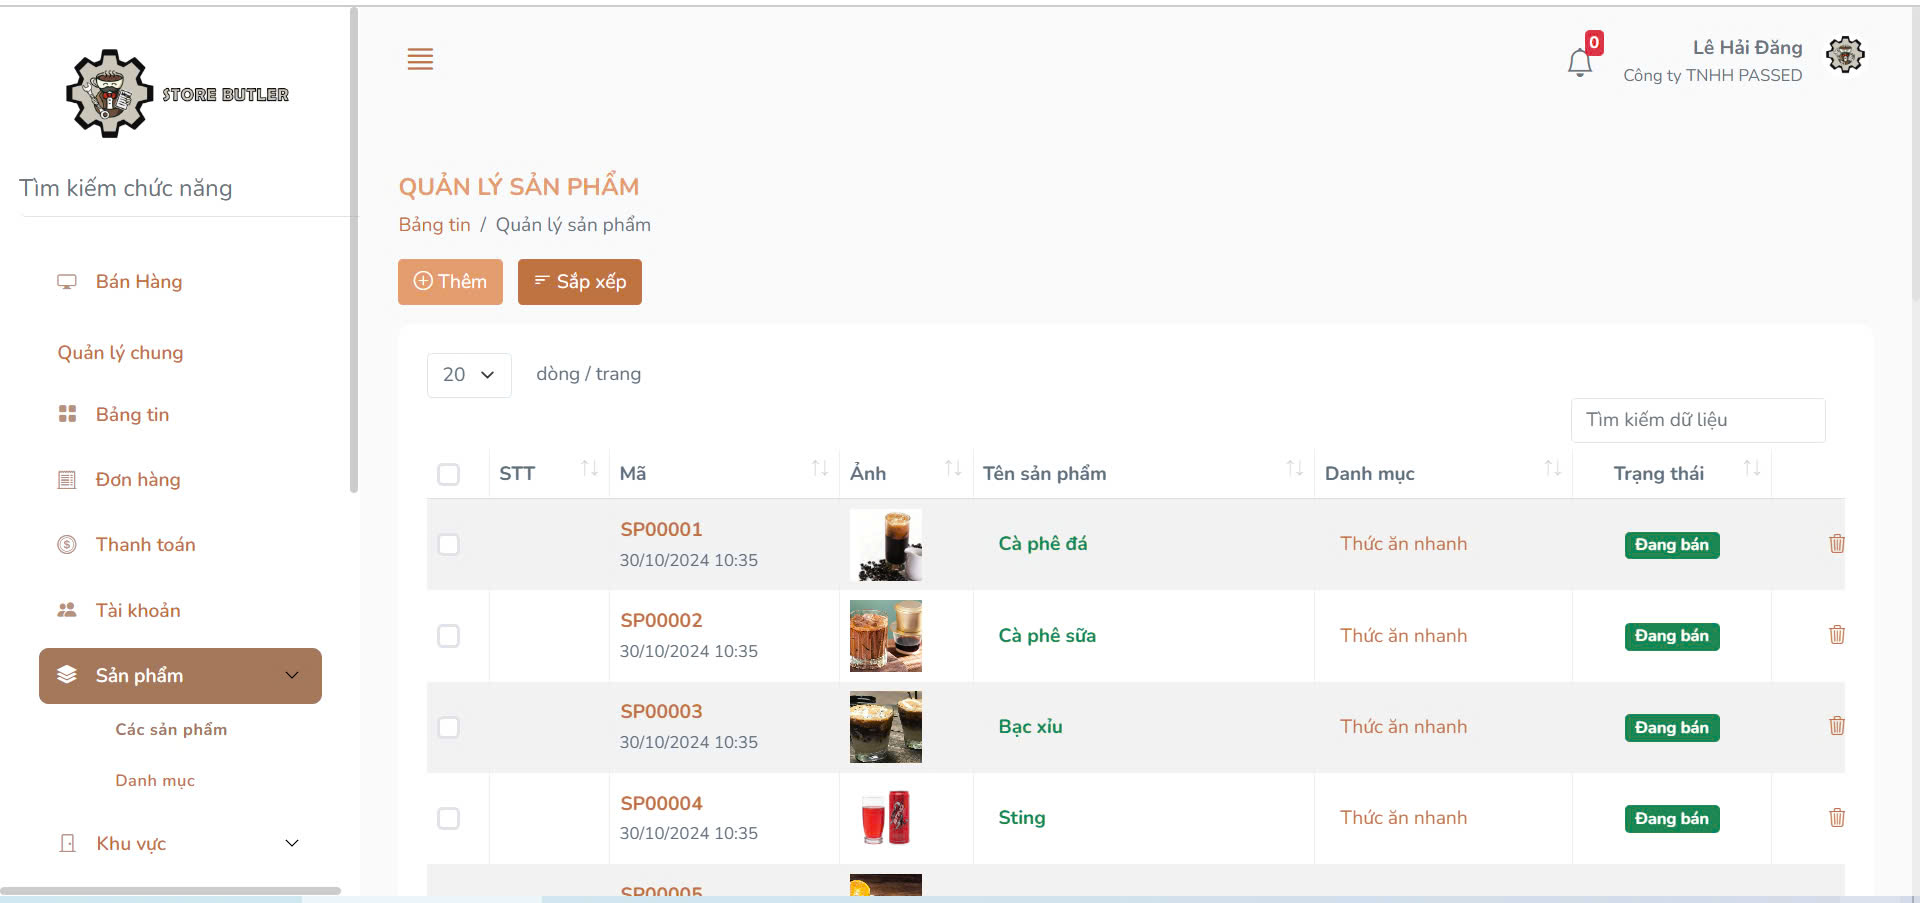 STORE BUTLER
Tìm kiếm chức năng
Bán Hàng
Quản lý chung
Bảng tin
Đơn hàng
Thanh toán
Tài khoản
Sản phẩm
Các sản phẩm
Danh mục
Khu vực
0
Lê Hải Đăng
Công ty TNHH PASSED
QUẢN LÝ SẢN PHẨM
Bảng tin / Quản lý sản phẩm
Thêm
Sắp xếp
20 dòng / trang
Tìm kiếm dữ liệu
STT Mã Ảnh Tên sản phẩm Danh mục Trạng thái
SP00001
30/10/2024 10:35
Cà phê đá
Thức ăn nhanh
Đang bán
SP00002
30/10/2024 10:35
Cà phê sữa
Thức ăn nhanh
Đang bán
SP00003
30/10/2024 10:35
Bạc xỉu
Thức ăn nhanh
Đang bán
SP00004
30/10/2024 10:35
Sting
Thức ăn nhanh
Đang bán
SP00005